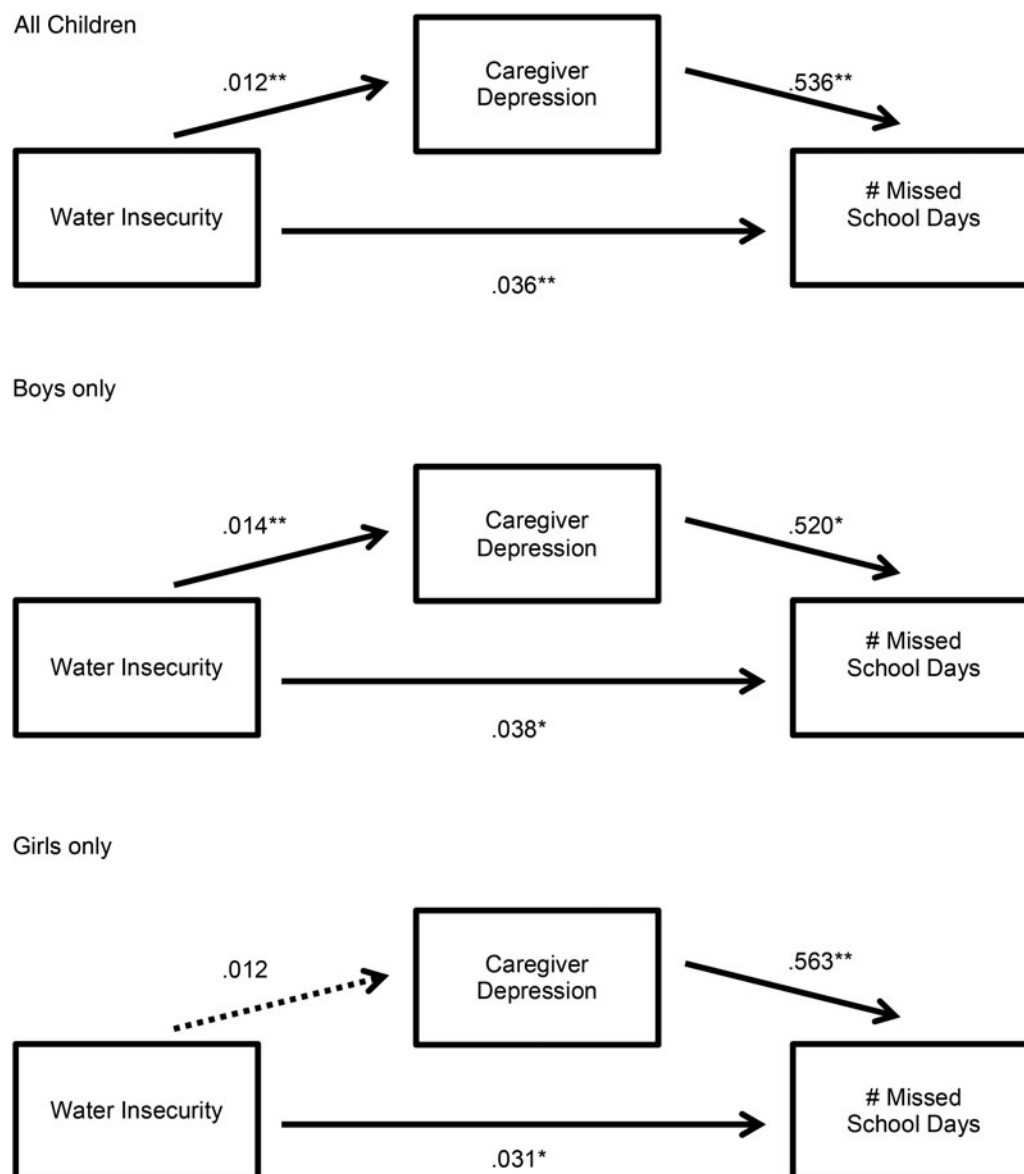 All Children
.012**
Caregiver
Depression
.536**
Water Insecurity
# Missed
School Days
.036**
Boys only
.014**
Caregiver
Depression
.520*
Water Insecurity
# Missed
School Days
.038*
Girls only
.012
Caregiver
Depression
.563**
Water Insecurity
# Missed
School Days
.031*